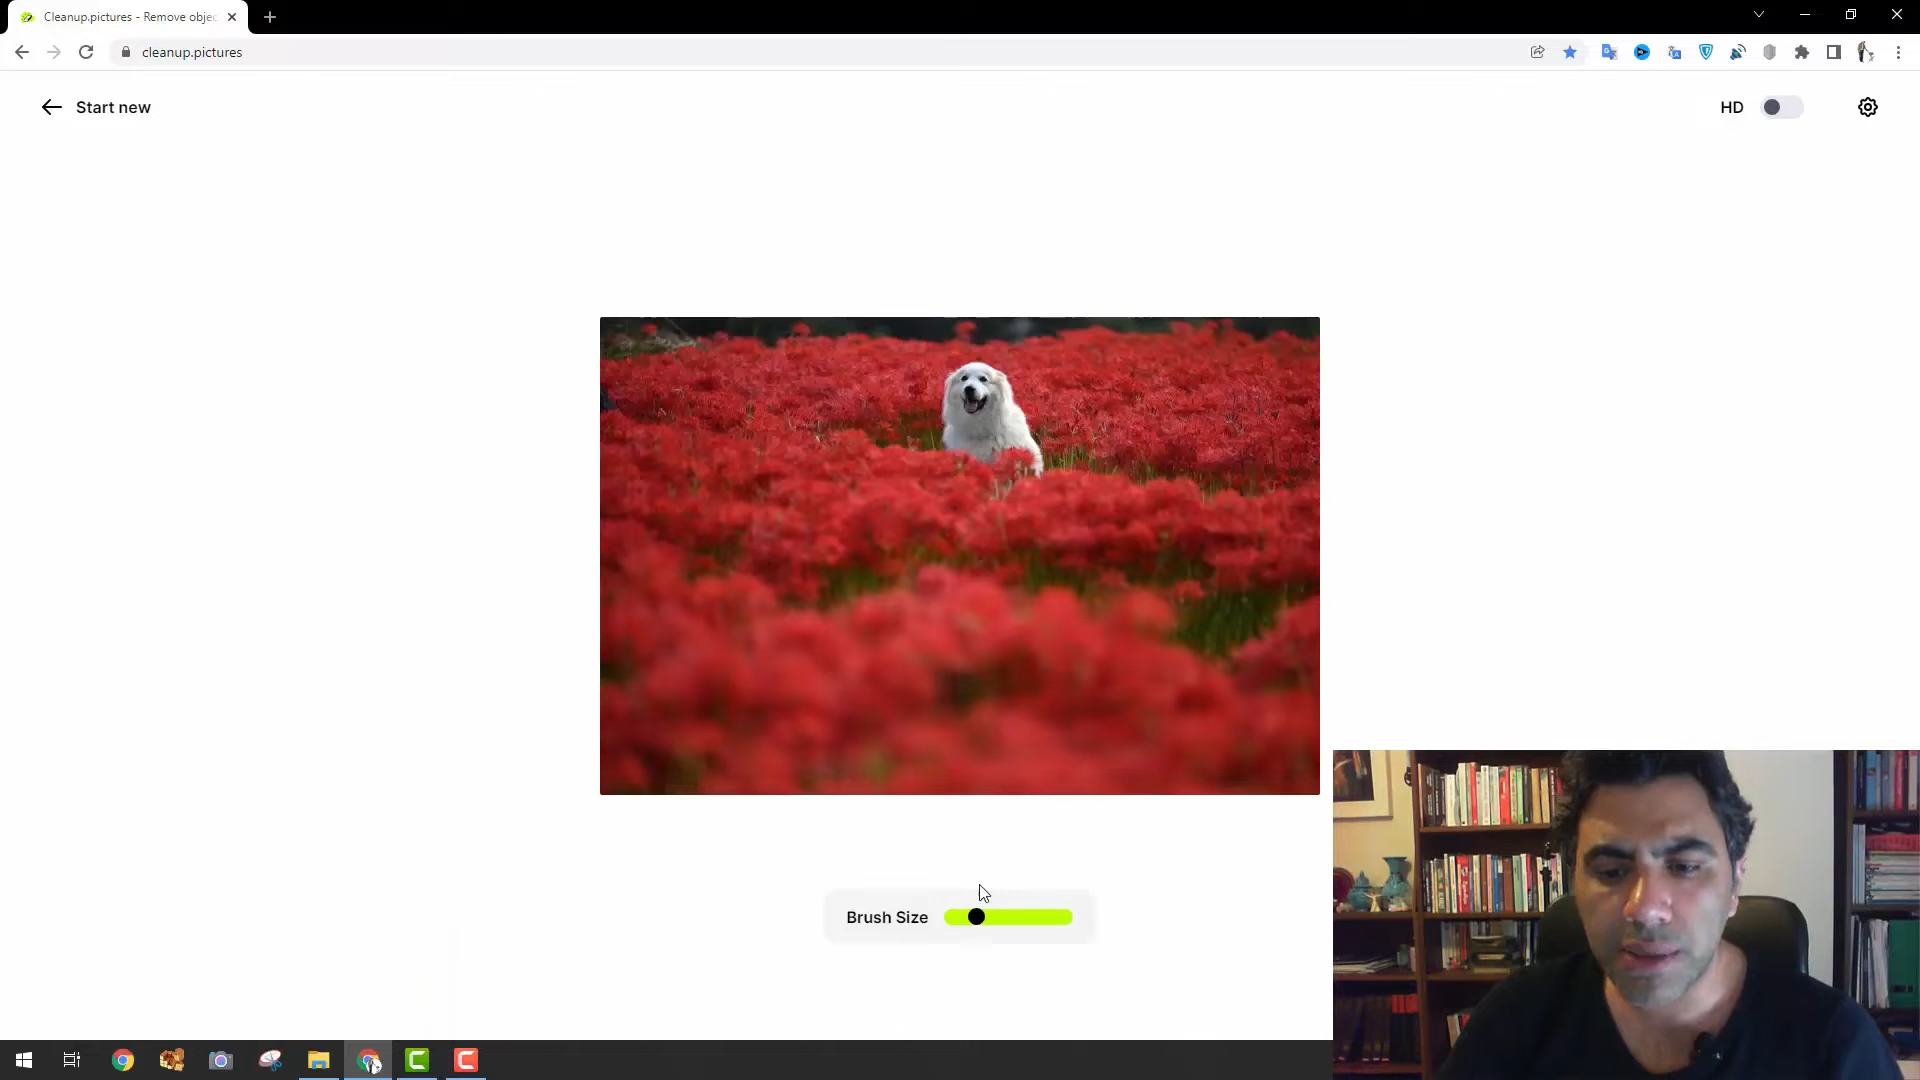 Cleanup.pictures - Remove objec
cleanup.pictures
Start new
HD
Brush Size